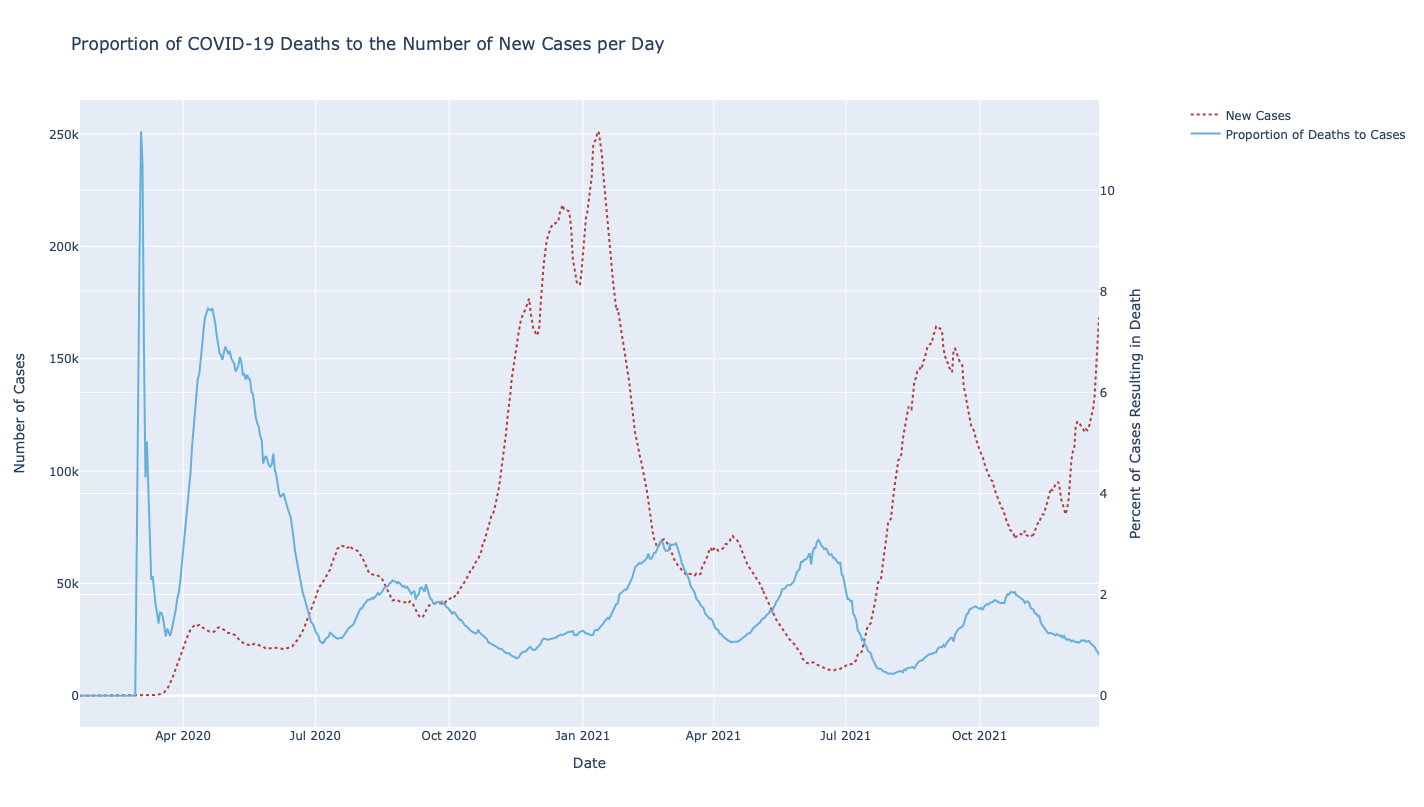 Proportion of COVID-19 Deaths to the Number of New Cases per Day
New Cases
Proportion of Deaths to Cases
250k
200k
150k
100k
50k
0
Number of Cases
10
8
6
4
2
0
Percent of Cases Resulting in Death
Apr 2020
Jul 2020
Oct 2020
Jan 2021
Apr 2021
Jul 2021
Oct 2021
Date